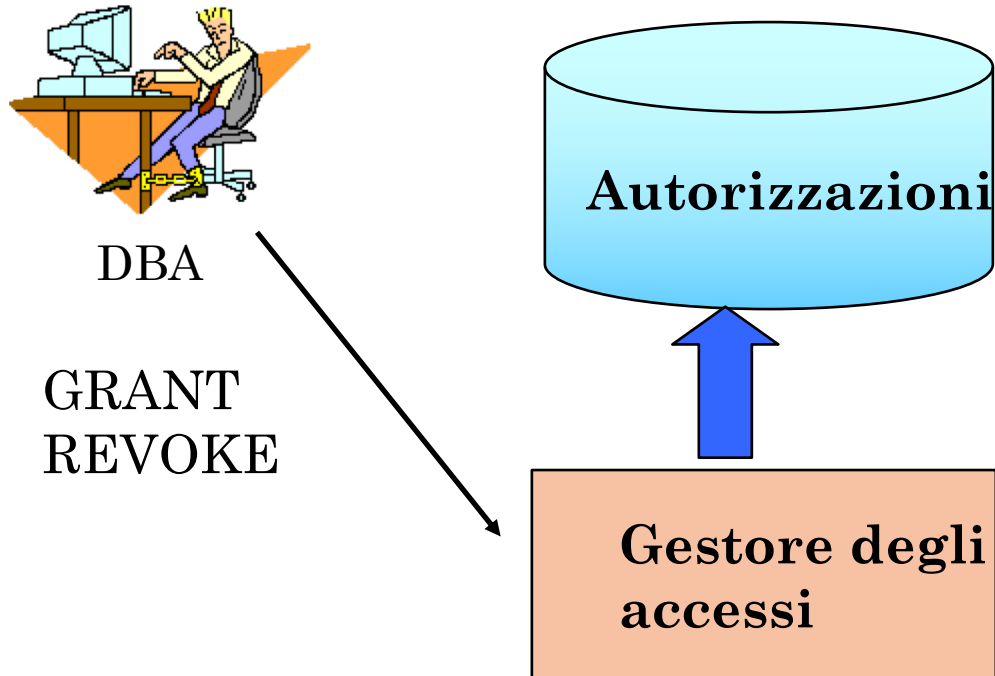 DBA
GRANT
REVOKE
Autorizzazioni
Gestore degli
accessi